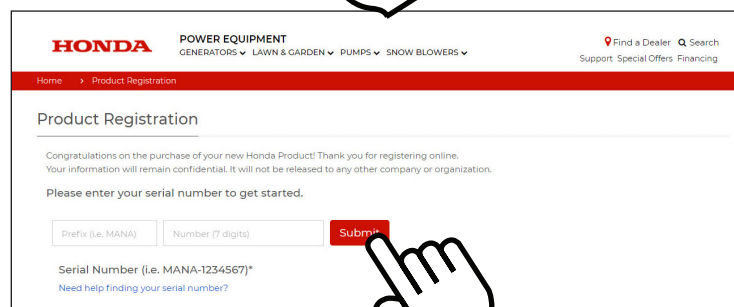 HONDA
POWER EQUIPMENT
GENERATORS LAWN & GARDEN PUMPS SNOW BLOWERS
Find a Dealer Search
Support Special Offers Financing
Home > Product Registration
Product Registration
Congratulations on the purchase of your new Honda Product! Thank you for registering online.
Your information will remain confidential. It will not be released to any other company or organization.
Please enter your serial number to get started.
Prefix (i.e, MANA) Number (7 digits) Submit
Serial Number (i.e. MANA-1234567)*
Need help finding your serial number?